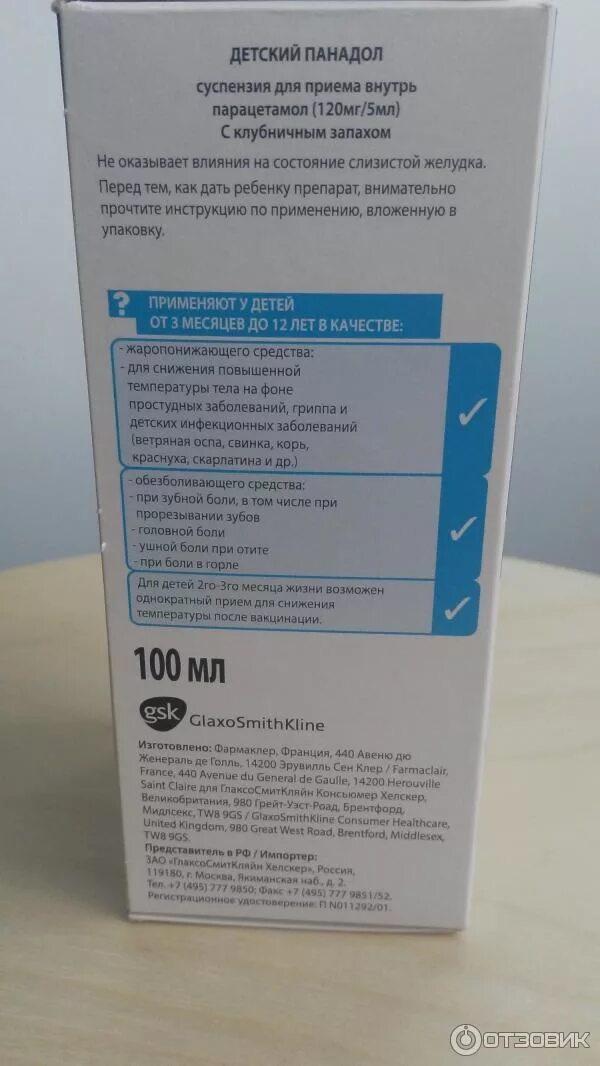 ДЕТСКИЙ ПАНАДОЛ
суспензия для приема внутрь
парацетамол (120мг/5мл)
С клубничным запахом
Не оказывает влияния на состояние слизистой желудка.
Перед тем, как дать ребенку препарат, внимательно
прочтите инструкцию по применению, вложенную в
упаковку.
? ПРИМЕНЯЮТ У ДЕТЕЙ
ОТ 3 МЕСЯЦЕВ ДО 12 ЛЕТ В КАЧЕСТВЕ:
- жаропонижающего средства:
- для снижения повышенной
температуры тела на фоне
простудных заболеваний, гриппа и
детских инфекционных заболеваний
(ветряная оспа, свинка, корь,
краснуха, скарлатина и др.)
- обезболивающего средства:
- при зубной боли, в том числе при
прорезывании зубов
- головной боли
- ушной боли при отите
- при боли в горле
Для детей 2го-3го месяца жизни возможен
однократный прием для снижения
температуры после вакцинации.
100 мл
gsk GlaxoSmithKline
Изготовлено: Фармаклер, Франция, 440 Авеню дю
Женераль де Голль, 14200 Эрувилль Сен Клер / Farmaclair,
France, 440 Avenue du General de Gaulle, 14200 Herouville
Saint Claire для ГлаксоСмитКляйн Консьюмер Хелскер,
Великобритания, 980 Грейт-Уэст-Роад, Брентфорд,
Мидлсекс, TW8 9GS / GlaxoSmithKline Consumer Healthcare,
United Kingdom, 980 Great West Road, Brentford, Middlesex,
TW8 9GS.
Представитель в РФ / Импортер:
ЗАО «ГлаксоСмитКляйн Хелскер», Россия,
119180, г. Москва, Якиманская наб., д. 2.
Тел. +7 (495) 777 9850; Факс +7 (495) 777 9851/52.
Регистрационное удостоверение: П N011292/01.
ОТЗОВИК